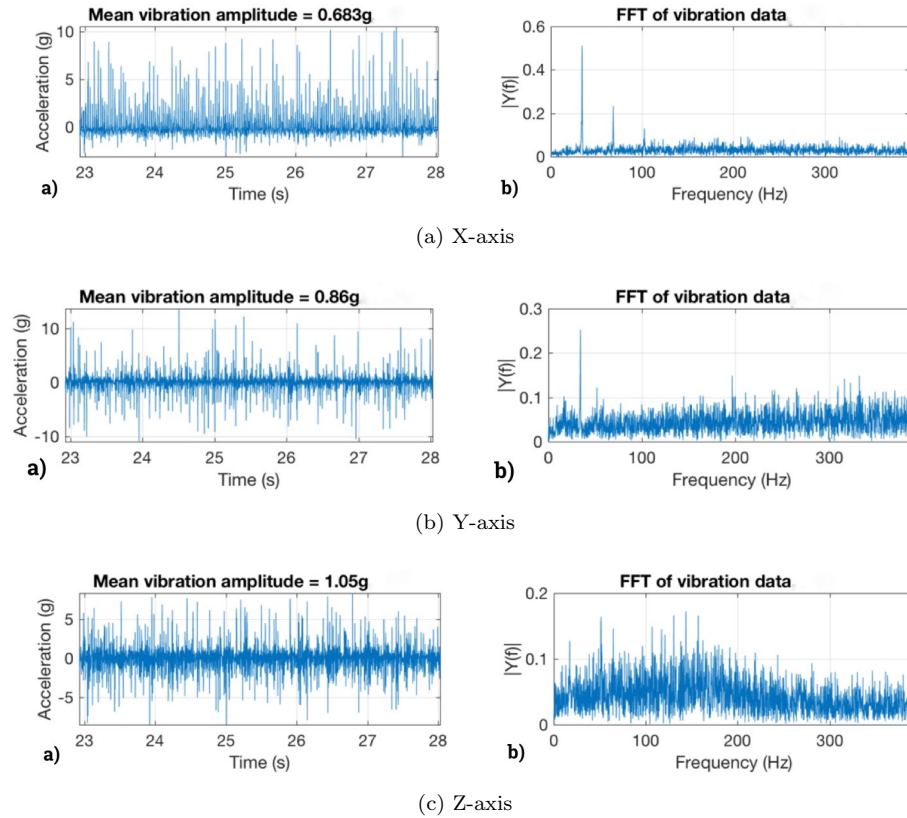 Mean vibration amplitude = 0.683g
Acceleration (g)
10
5
0
23 24 25 26 27 28
Time (s)
a)
FFT of vibration data
|Y(f)|
0.6
0.4
0.2
0
0 100 200 300
Frequency (Hz)
b)
(a) X-axis
Mean vibration amplitude = 0.86g
Acceleration (g)
10
0
-10
23 24 25 26 27 28
Time (s)
a)
FFT of vibration data
|Y(f)|
0.3
0.2
0.1
0
0 100 200 300
Frequency (Hz)
b)
(b) Y-axis
Mean vibration amplitude = 1.05g
Acceleration (g)
5
0
-5
23 24 25 26 27 28
Time (s)
a)
FFT of vibration data
|Y(f)|
0.2
0.1
0
0 100 200 300
Frequency (Hz)
b)
(c) Z-axis